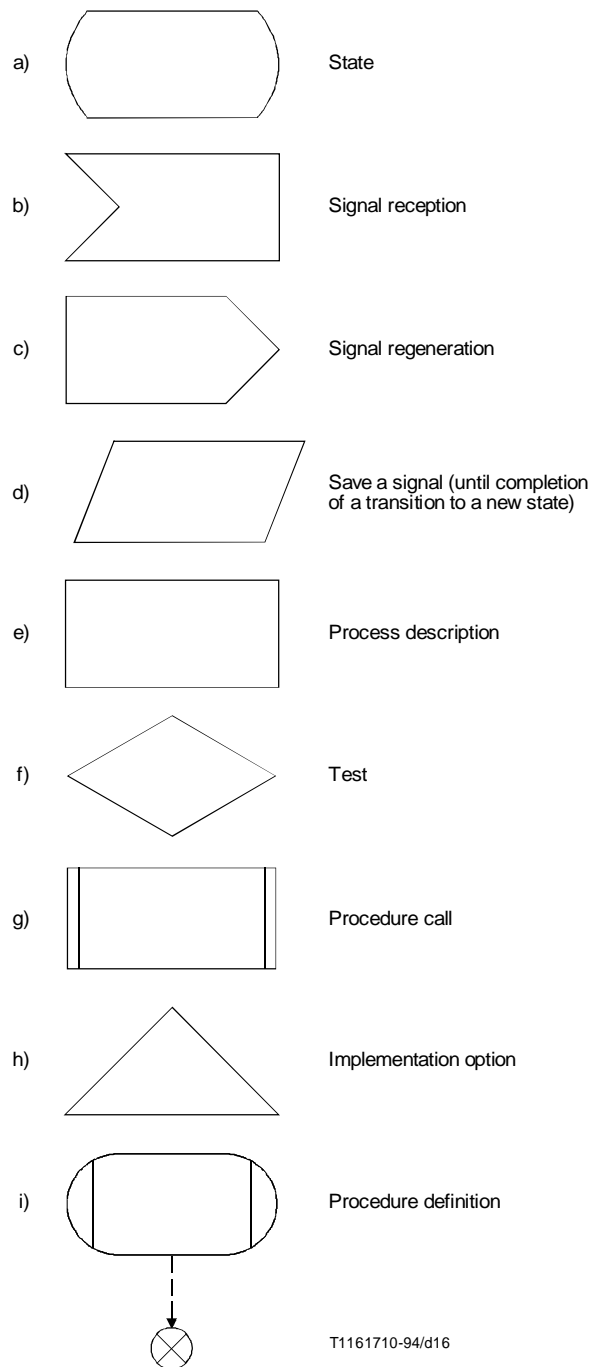 a) State
b) Signal reception
c) Signal regeneration
d) Save a signal (until completion
of a transition to a new state)
e) Process description
f) Test
g) Procedure call
h) Implementation option
i) Procedure definition
T1161710-94/d16